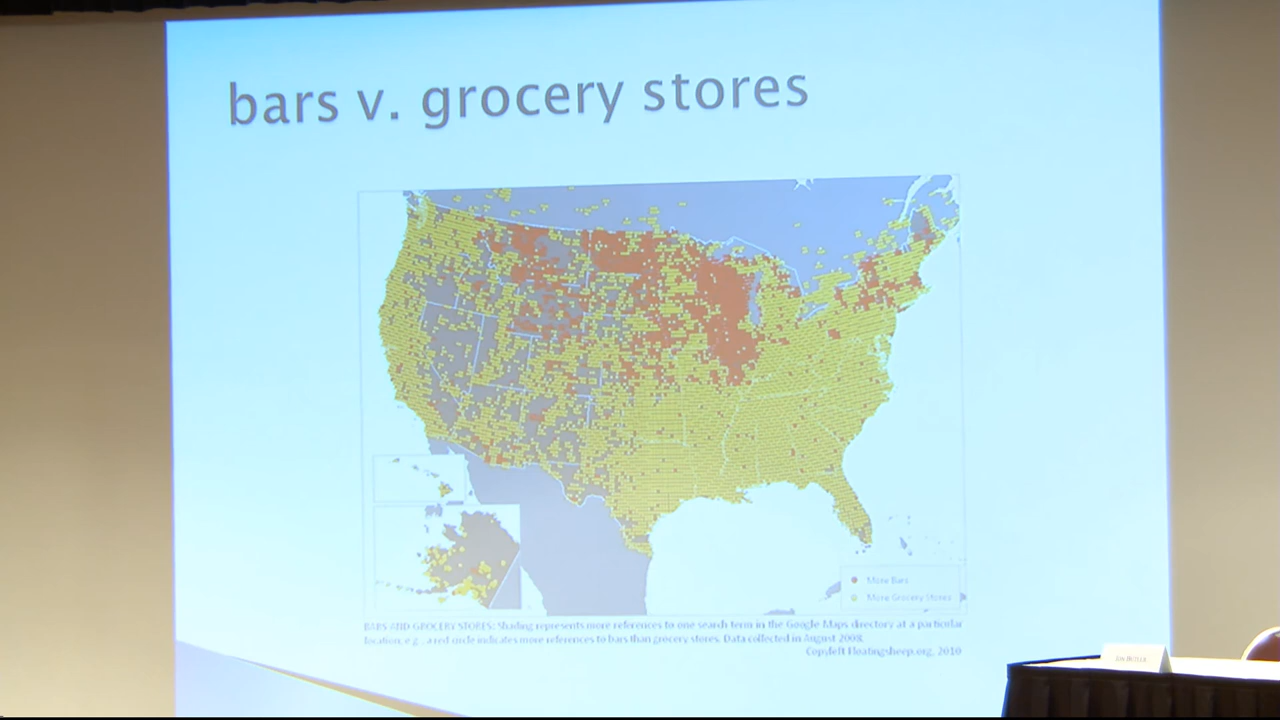 bars v. grocery stores
More Bars
More Grocery Stores
BARS AND GROCERY STORES: Shading represents more references to one search term in the Google Maps directory at a particular
location, e.g., a red circle indicates more references to bars than grocery stores. Data collected in August 2008.
Copyleft Floatingsheep.org, 2010